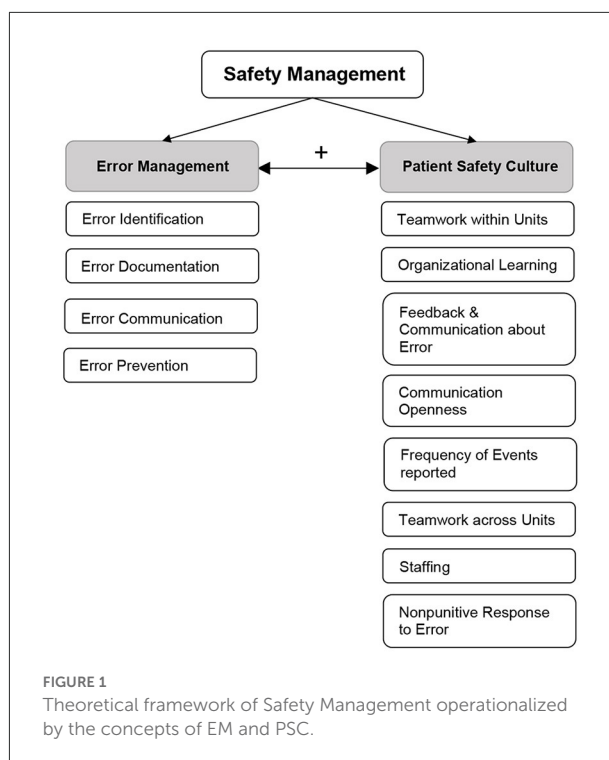 Safety Management
Error Management
+
Patient Safety Culture
Error Identification
Error Documentation
Error Communication
Error Prevention
Teamwork within Units
Organizational Learning
Feedback &
Communication about
Error
Communication
Openness
Frequency of Events
reported
Teamwork across Units
Staffing
Nonpunitive Response
to Error
FIGURE 1
Theoretical framework of Safety Management operationalized
by the concepts of EM and PSC.